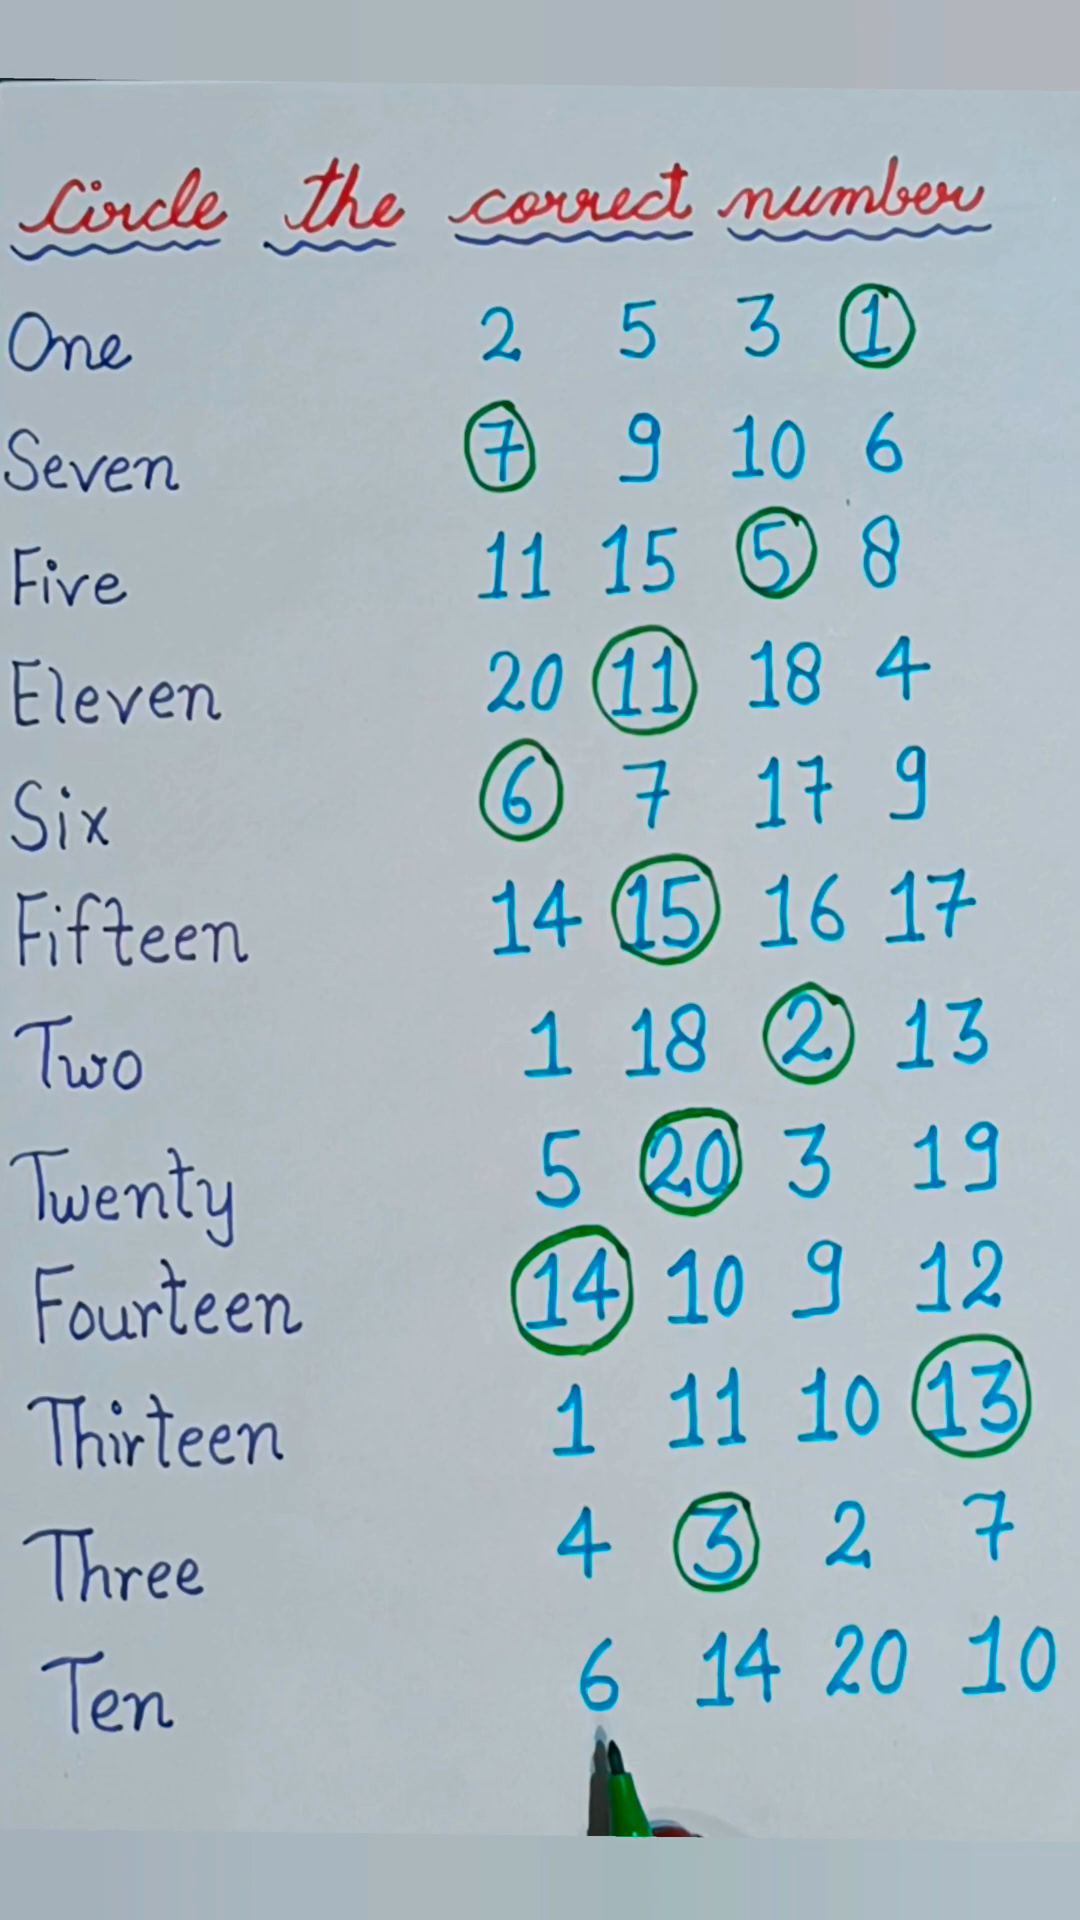 Circle the correct number
One 2 5 3 1
Seven 7 9 10 6
Five 11 15 5 8
Eleven 20 11 18 4
Six 6 7 17 9
Fifteen 14 15 16 17
Two 1 18 2 13
Twenty 5 20 3 19
Fourteen 14 10 9 12
Thirteen 1 11 10 13
Three 4 3 2 7
Ten 6 14 20 10